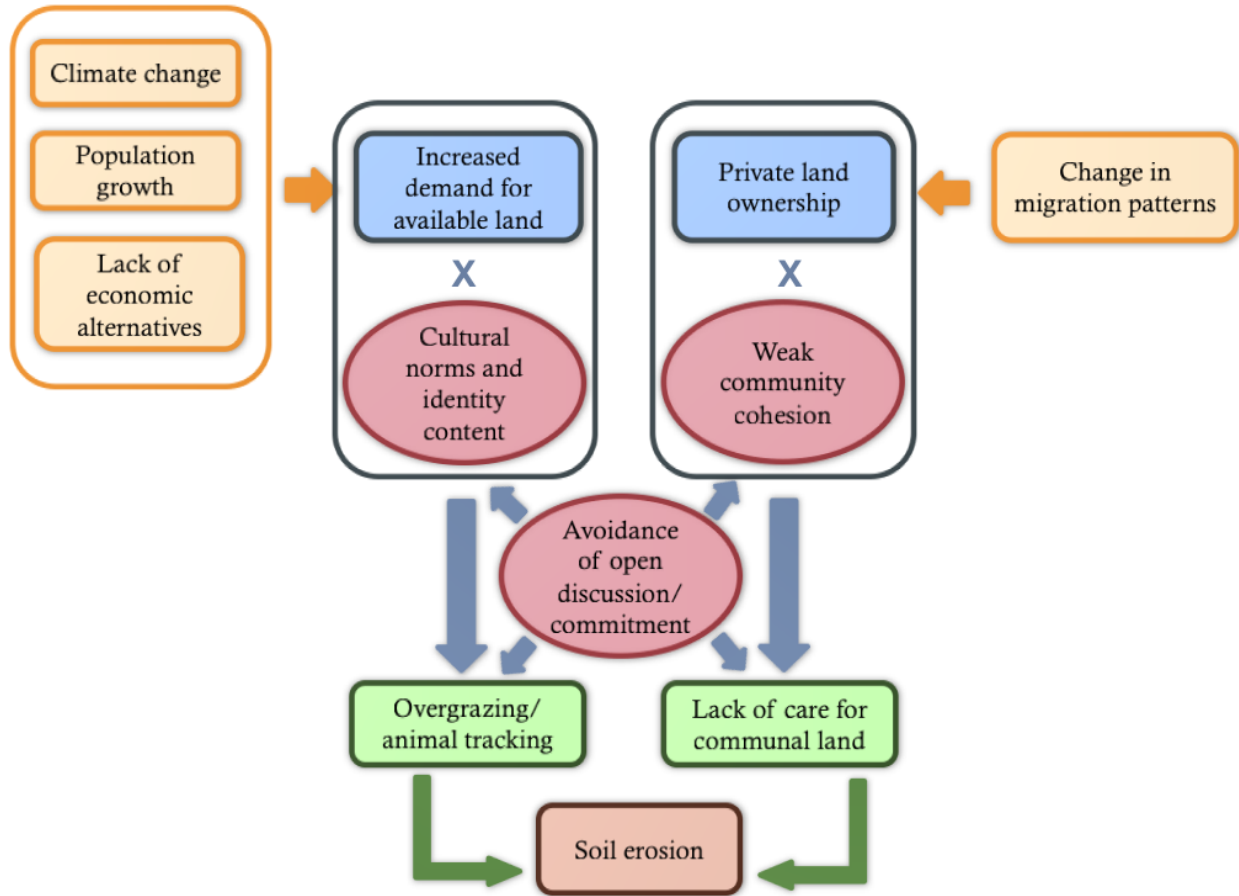 Climate change
Population
growth
Lack of
economic
alternatives
Increased
demand for
available land
X
Cultural
norms and
identity
content
Private land
ownership
X
Weak
community
cohesion
Change in
migration patterns
Avoidance
of open
discussion/
commitment
Overgrazing/
animal tracking
Lack of care for
communal land
Soil erosion